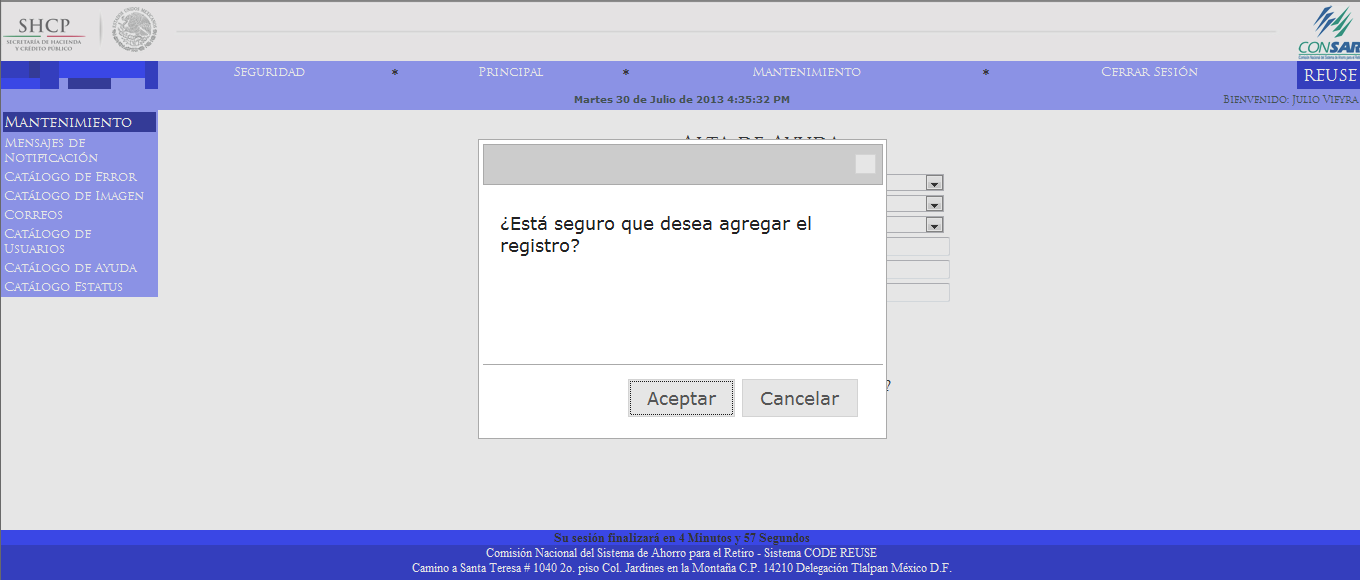 SHCP
SECRETARÍA DE HACIENDA
Y CRÉDITO PÚBLICO
ESTADOS UNIDOS MEXICANOS
CONSAR
SEGURIDAD * PRINCIPAL * MANTENIMIENTO * CERRAR SESIÓN
REUSE
Martes 30 de Julio de 2013 4:35:32 PM
BIENVENIDO: JULIO VIEYRA
MANTENIMIENTO
MENSAJES DE
NOTIFICACIÓN
CATÁLOGO DE ERROR
CATÁLOGO DE IMAGEN
CORREOS
CATÁLOGO DE
USUARIOS
CATÁLOGO DE AYUDA
CATÁLOGO ESTATUS
ALTA DE AYUDA
¿Está seguro que desea agregar el
registro?
?
Aceptar Cancelar
Su sesión finalizará en 4 Minutos y 57 Segundos
Comisión Nacional del Sistema de Ahorro para el Retiro - Sistema CODE REUSE
Camino a Santa Teresa # 1040 2o. piso Col. Jardines en la Montaña C.P. 14210 Delegación Tlalpan México D.F.